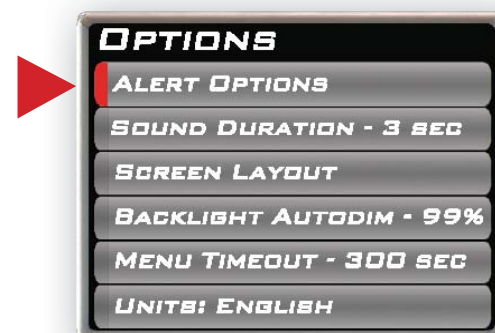 OPTIONS
ALERT OPTIONS
SOUND DURATION - 3 SEC
SCREEN LAYOUT
BACKLIGHT AUTODIM - 99%
MENU TIMEOUT - 300 SEC
UNITS: ENGLISH